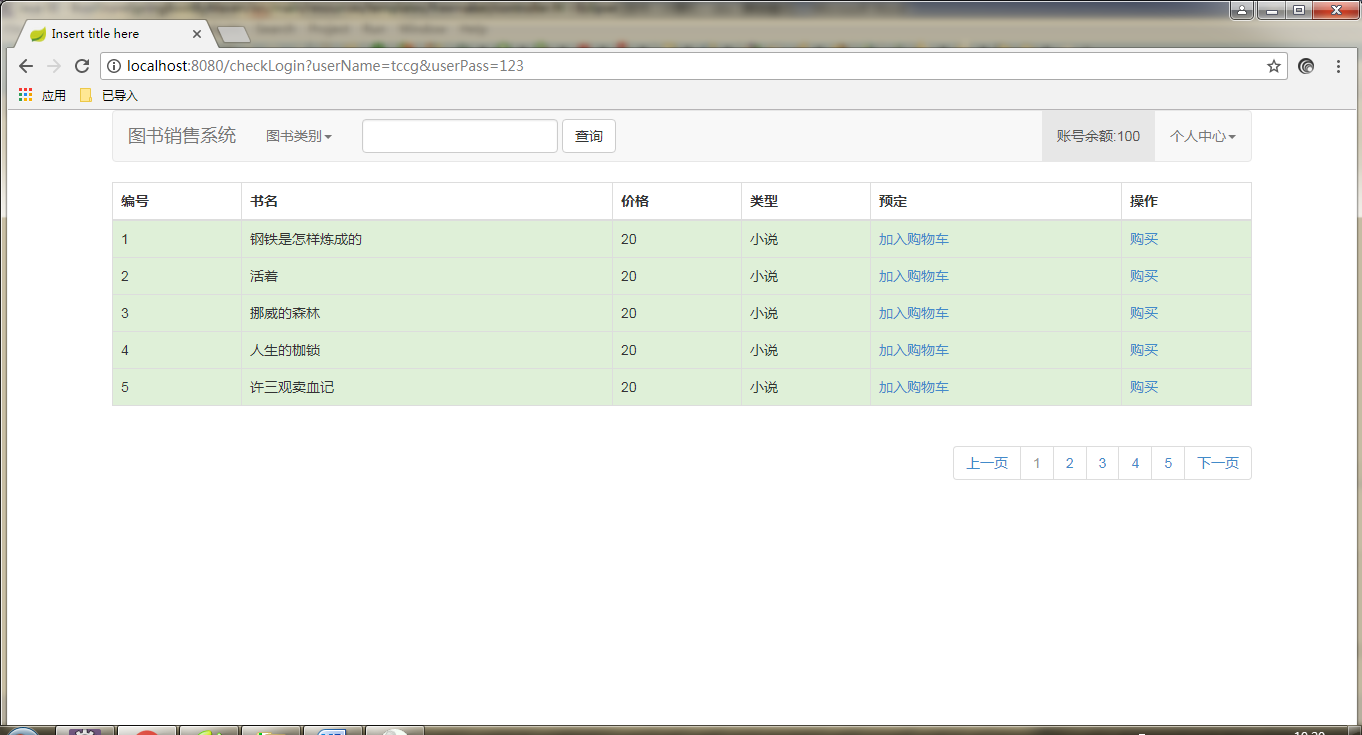 Insert title here
localhost:8080/checkLogin?userName=tccg&userPass=123
应用 已导入
图书销售系统 图书类别 查询 账号余额:100 个人中心
编号 书名 价格 类型 预定 操作
1 钢铁是怎样炼成的 20 小说 加入购物车 购买
2 活着 20 小说 加入购物车 购买
3 挪威的森林 20 小说 加入购物车 购买
4 人生的枷锁 20 小说 加入购物车 购买
5 许三观卖血记 20 小说 加入购物车 购买
上一页 1 2 3 4 5 下一页